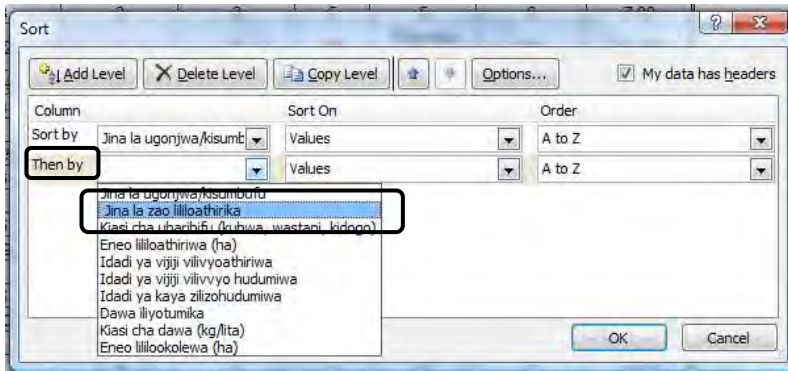 Sort
Add Level Delete Level Copy Level Options... My data has headers
Column Sort On Order
Sort by Jina la ugonjwa/kisumb Values A to Z
Then by Values A to Z
Jina la ugonjwa/kisumbufu
Jina la zao lililoathirika
Kiasi cha uharibifu (kubwa, wastani, kidogo)
Eneo lililoathiriwa (ha)
Idadi ya vijiji vilivyoathiriwa
Idadi ya vijiji vilivvyo hudumiwa
Idadi ya kaya zilizohudumiwa
Dawa iliyotumika
Kiasi cha dawa (kg/lita)
Eneo lililookolewa (ha)
OK Cancel